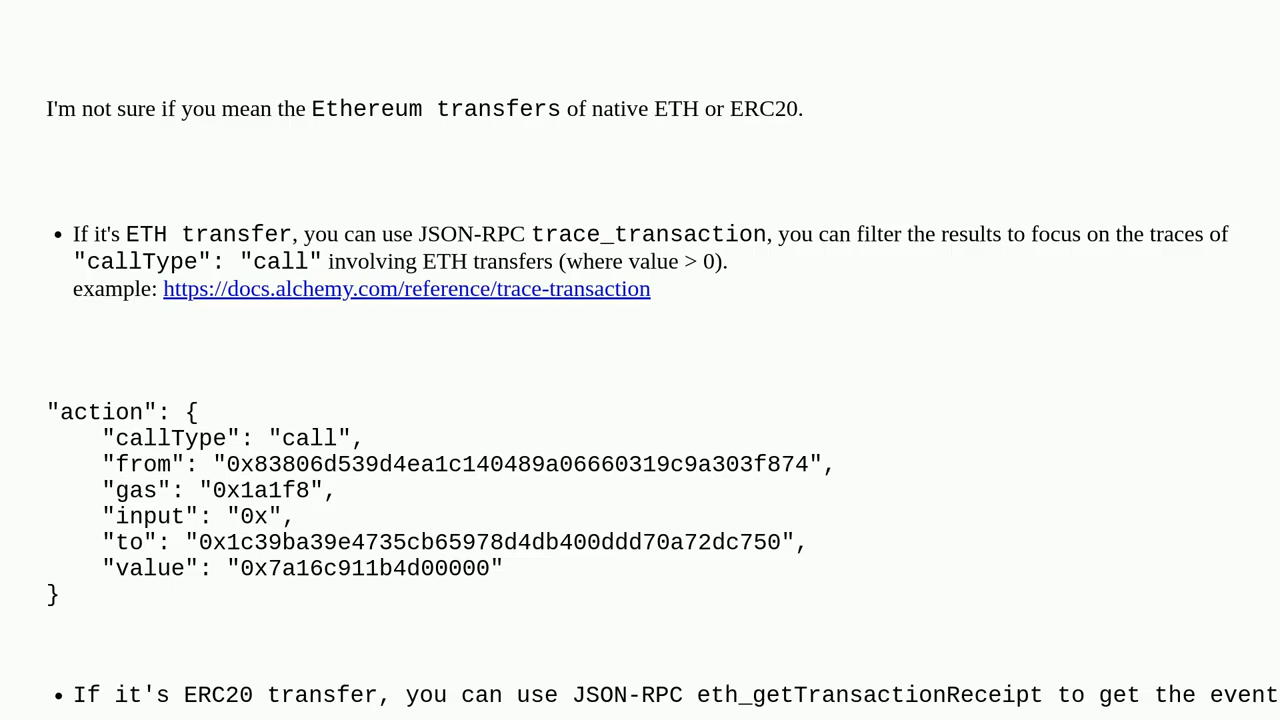 I'm not sure if you mean the Ethereum transfers of native ETH or ERC20.
• If it's ETH transfer, you can use JSON-RPC trace_transaction, you can filter the results to focus on the traces of
"callType": "call" involving ETH transfers (where value > 0).
example: https://docs.alchemy.com/reference/trace-transaction
"action": {
    "callType": "call",
    "from": "0x83806d539d4ea1c140489a06660319c9a303f874",
    "gas": "0x1a1f8",
    "input": "0x",
    "to": "0x1c39ba39e4735cb65978d4db400ddd70a72dc750",
    "value": "0x7a16c911b4d00000"
}
• If it's ERC20 transfer, you can use JSON-RPC eth_getTransactionReceipt to get the event